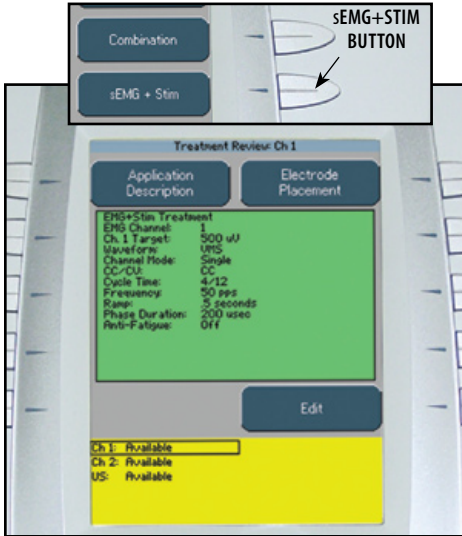 Combination
sEMG + Stim
sEMG+STIM
BUTTON
Treatment Review: Ch 1
Application
Description
Electrode
Placement
EMG+Stim Treatment
EMG Channel: 1
Ch. 1 Target: 500 uV
Waveform: VMS
Channel Mode: Single
CC/CV: CC
Cycle Time: 4/12
Frequency: 50 pps
Ramp: .5 seconds
Phase Duration: 200 usec
Anti-Fatigue: Off
Edit
Ch 1: Available
Ch 2: Available
US: Available